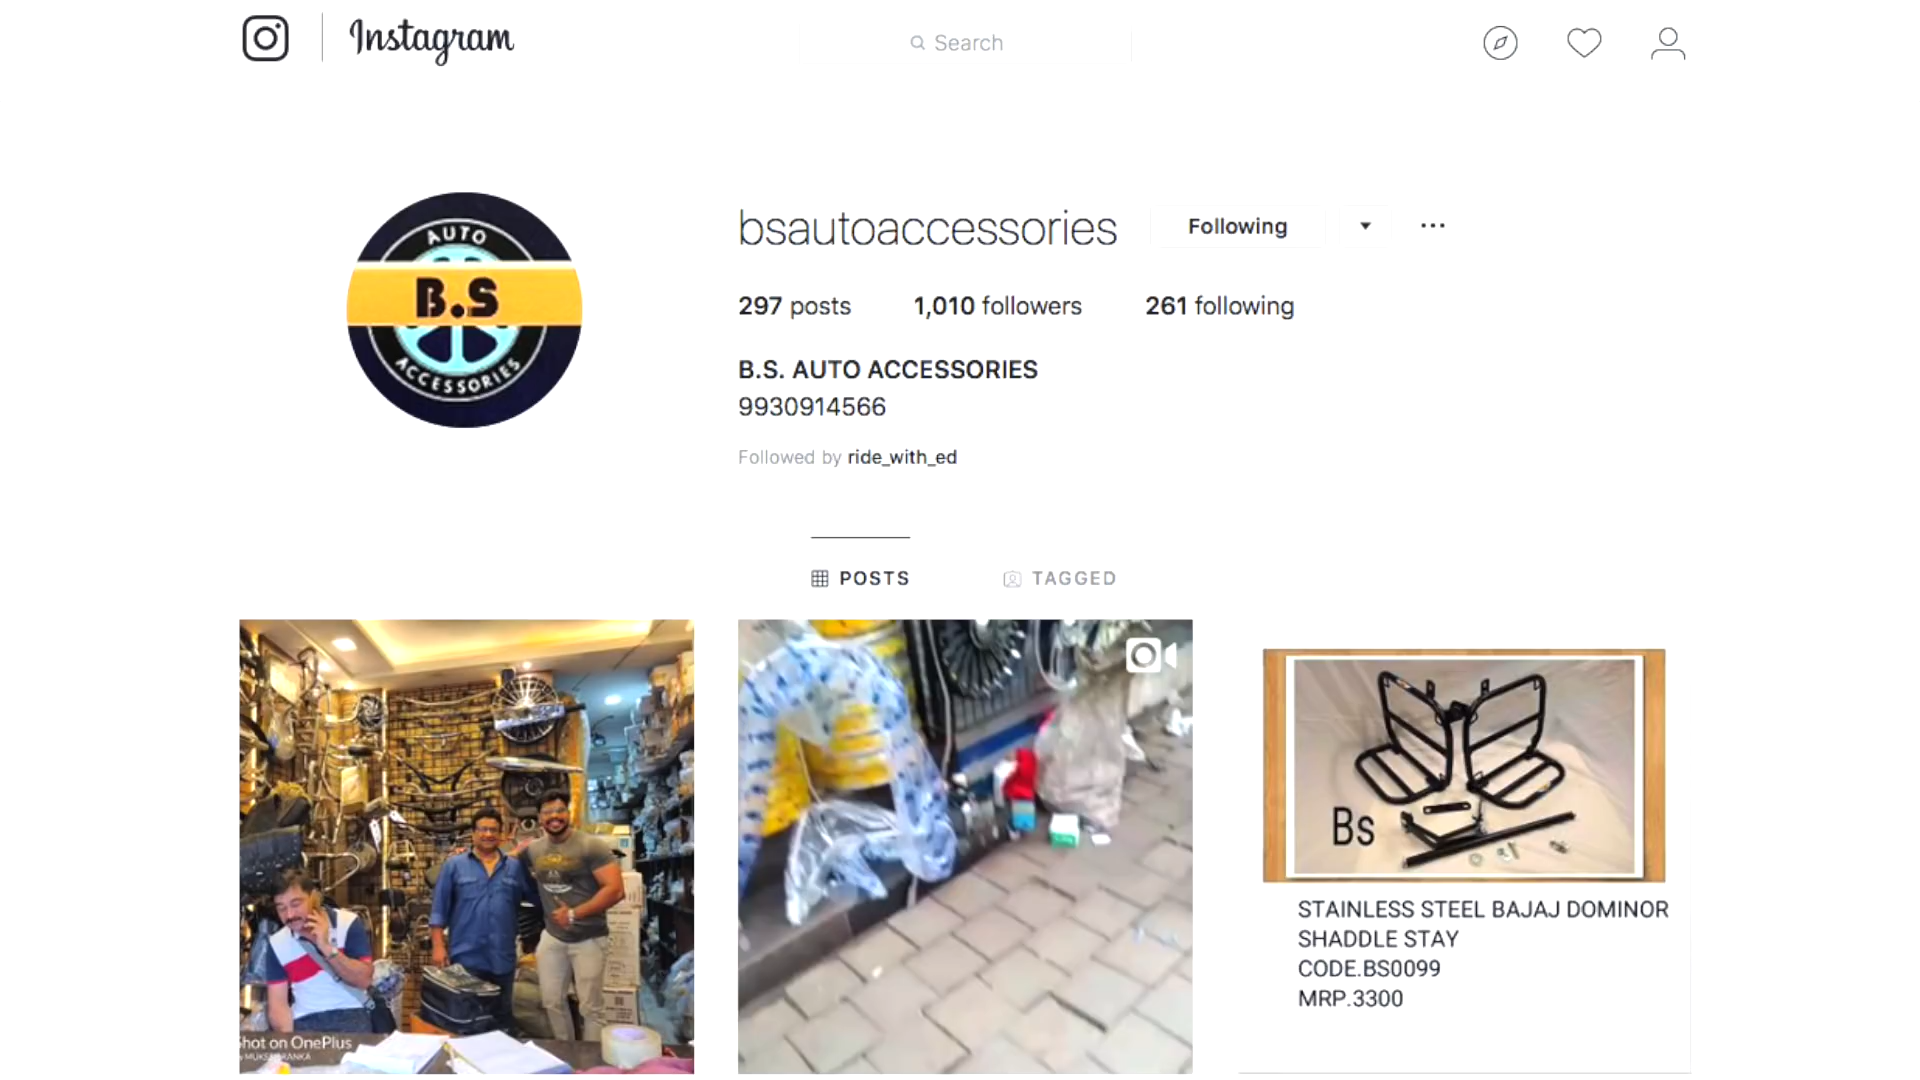 Instagram
Search
bsautoaccessories
Following
297 posts 1,010 followers 261 following
AUTO
B.S
ACCESSORIES
B.S. AUTO ACCESSORIES
9930914566
Followed by ride_with_ed
POSTS
TAGGED
Shot on OnePlus
Bs
STAINLESS STEEL BAJAJ DOMINOR
SHADDLE STAY
CODE.BS0099
MRP.3300